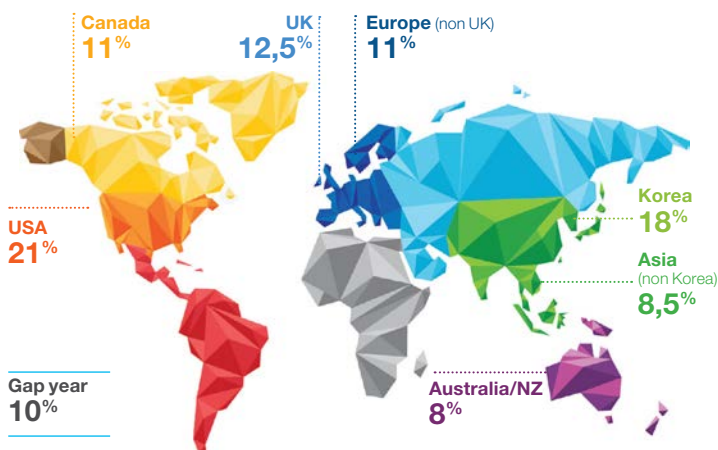 Canada
11%
UK
12,5%
Europe (non UK)
11%
USA
21%
Korea
18%
Asia
(non Korea)
8,5%
Gap year
10%
Australia/NZ
8%